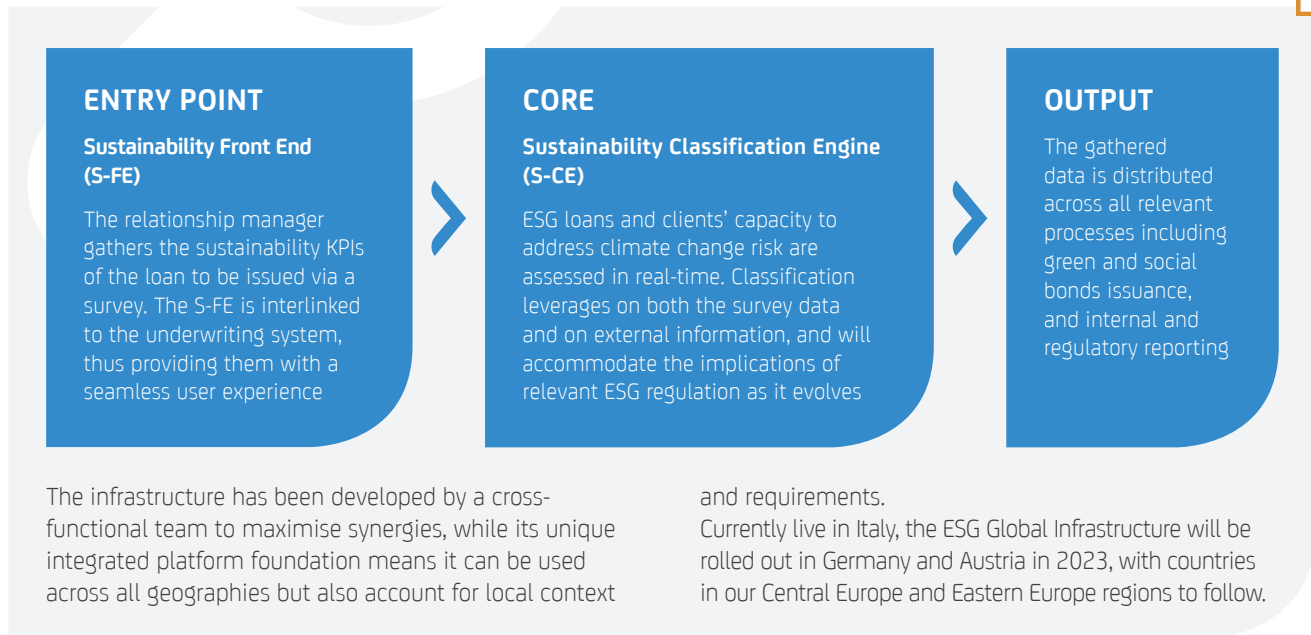 ENTRY POINT
Sustainability Front End
(S-FE)
The relationship manager
gathers the sustainability KPIs
of the loan to be issued via a
survey. The S-FE is interlinked
to the underwriting system,
thus providing them with a
seamless user experience
CORE
Sustainability Classification Engine
(S-CE)
ESG loans and clients’ capacity to
address climate change risk are
assessed in real-time. Classification
leverages on both the survey data
and on external information, and will
accommodate the implications of
relevant ESG regulation as it evolves
OUTPUT
The gathered
data is distributed
across all relevant
processes including
green and social
bonds issuance,
and internal and
regulatory reporting
The infrastructure has been developed by a cross-
functional team to maximise synergies, while its unique
integrated platform foundation means it can be used
across all geographies but also account for local context
and requirements.
Currently live in Italy, the ESG Global Infrastructure will be
rolled out in Germany and Austria in 2023, with countries
in our Central Europe and Eastern Europe regions to follow.